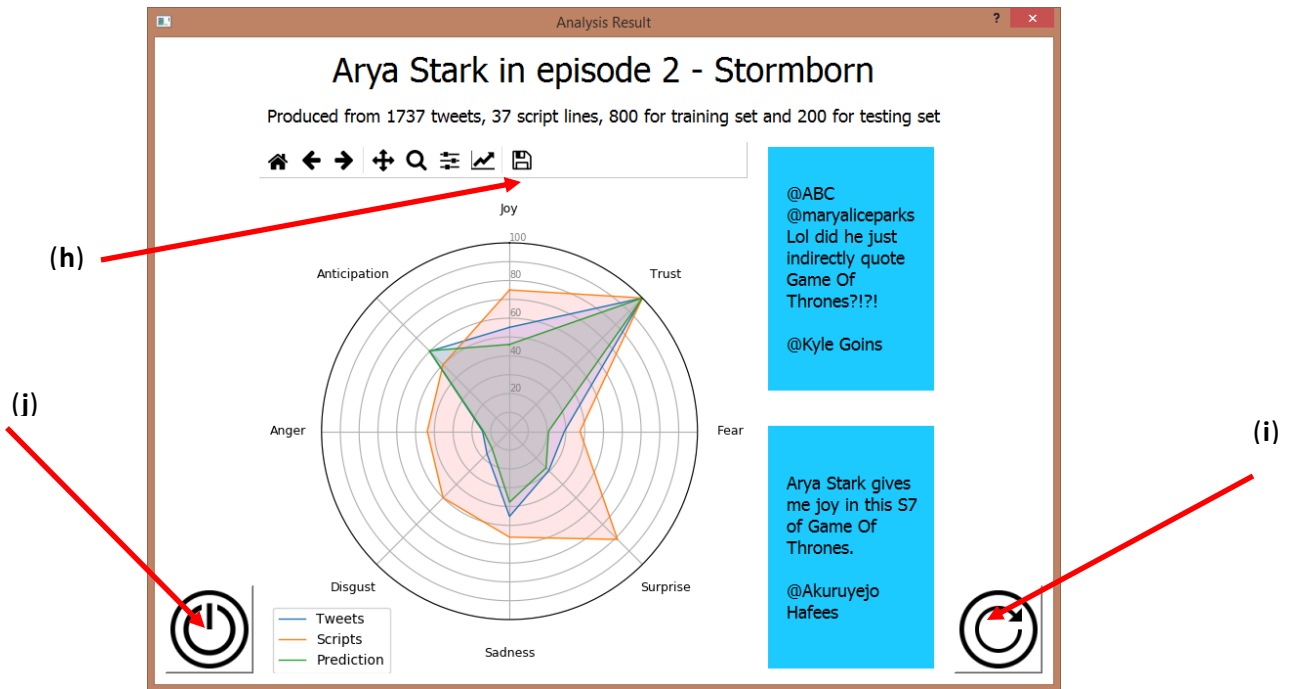 Analysis Result
?
×
Arya Stark in episode 2 - Stormborn
Produced from 1737 tweets, 37 script lines, 800 for training set and 200 for testing set
(h)
Joy
100
80
60
40
20
Anticipation
Trust
Anger
Fear
Disgust
Surprise
Sadness
Tweets
Scripts
Prediction
@ABC
@maryaliceparks
Lol did he just
indirectly quote
Game Of
Thrones?!?!
@Kyle Goins
Arya Stark gives
me joy in this S7
of Game Of
Thrones.
@Akuruyejo
Hafees
(j)
(i)